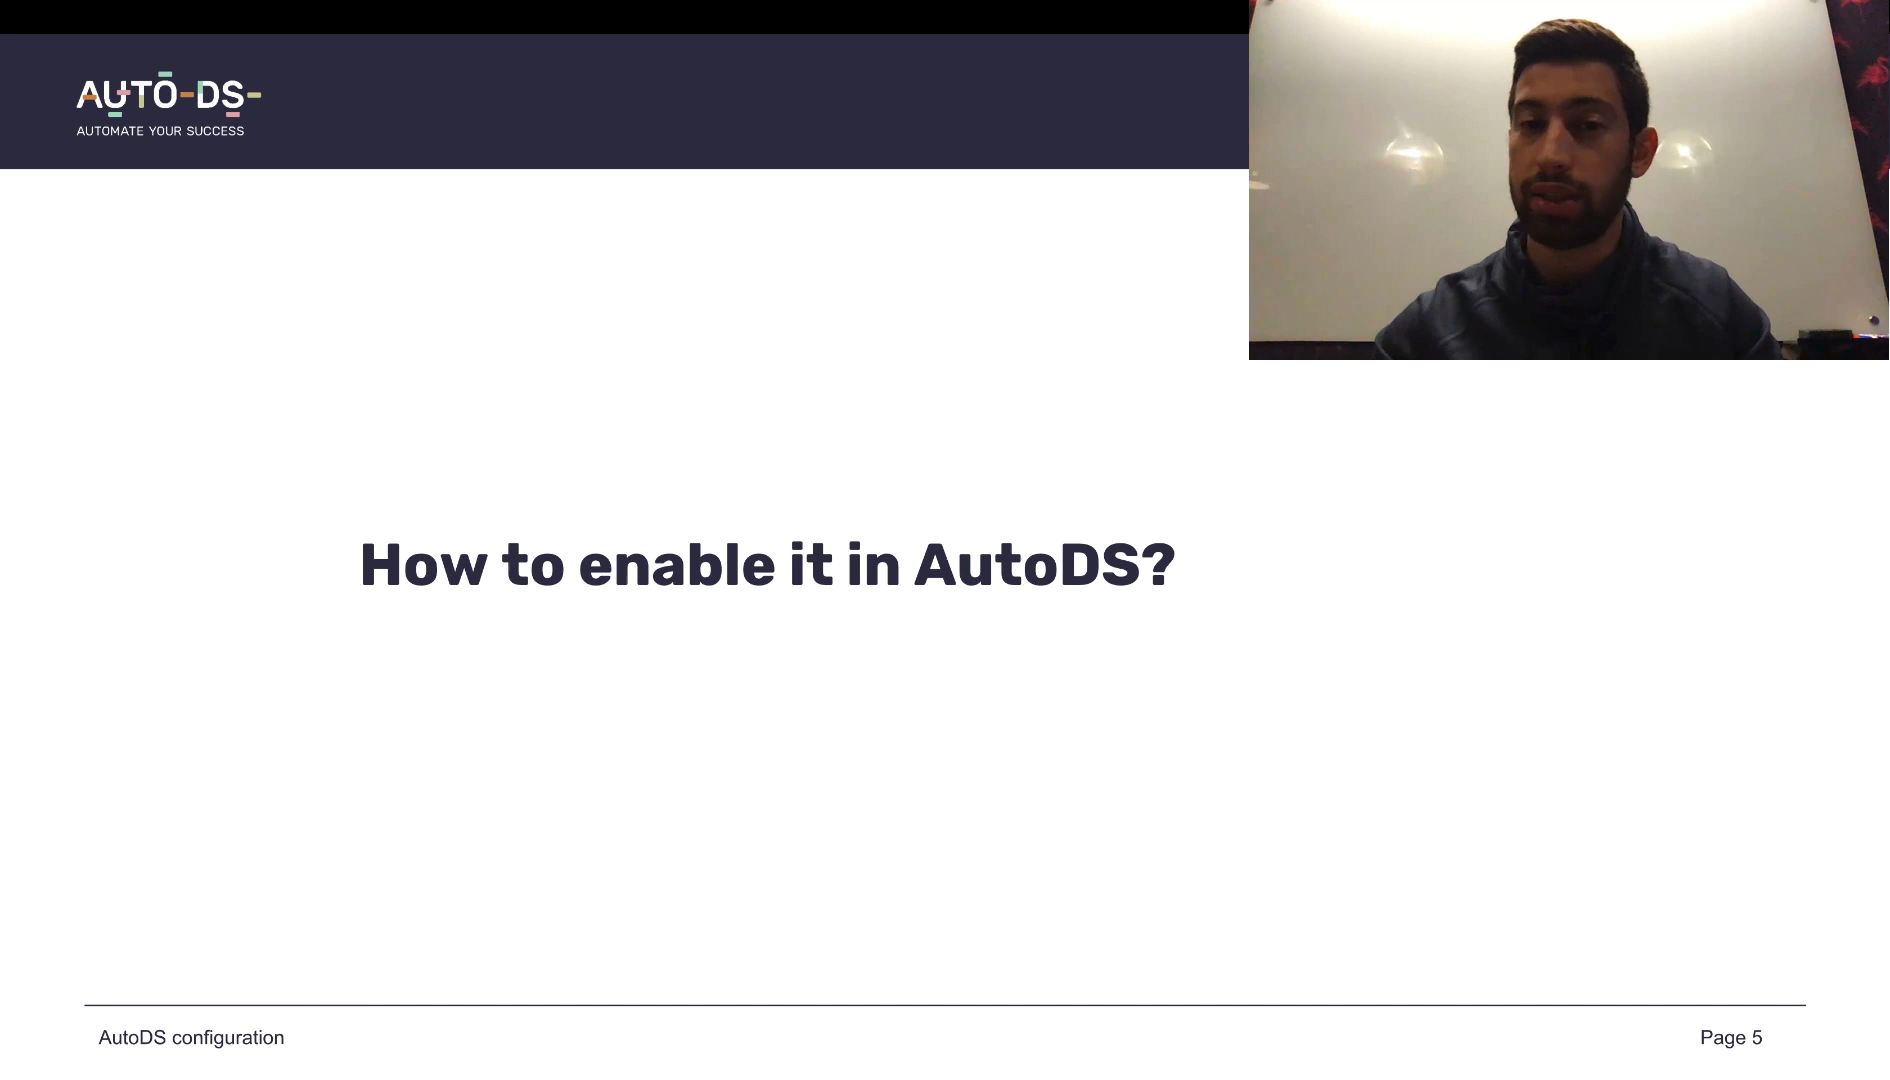 AUTO-DS-
AUTOMATE YOUR SUCCESS
How to enable it in AutoDS?
AutoDS configuration
Page 5